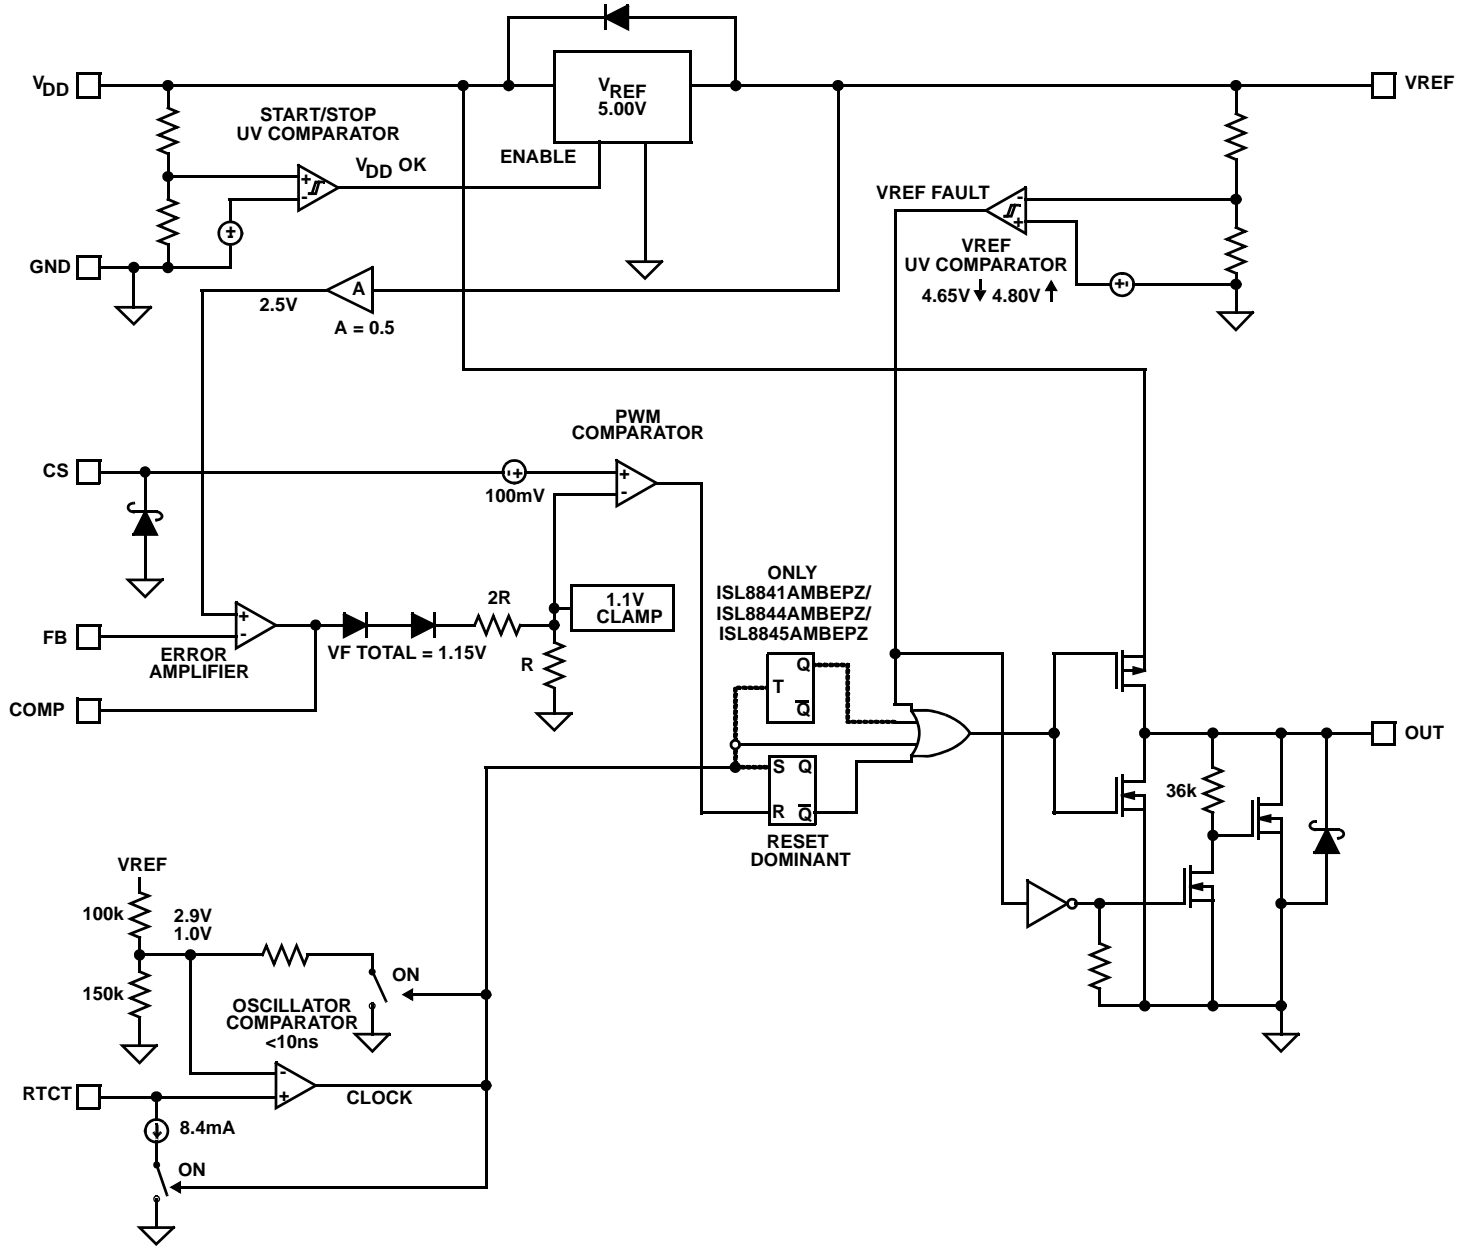 VDD
VREF
5.00V
VREF
START/STOP
UV COMPARATOR
+
-
VDD OK
ENABLE
GND
VREF FAULT
-
+
VREF
UV COMPARATOR
4.65V 4.80V
A
2.5V
A = 0.5
PWM
COMPARATOR
CS
100mV
+
-
ONLY
ISL8841AMBEPZ/
ISL8844AMBEPZ/
ISL8845AMBEPZ
2R
1.1V
CLAMP
FB
+
-
ERROR
AMPLIFIER
VF TOTAL = 1.15V
R
COMP
Q
T
Q
S Q
R Q
RESET
DOMINANT
OUT
36k
VREF
100k
2.9V
1.0V
150k
ON
OSCILLATOR
COMPARATOR
<10ns
-
+
RTCT
CLOCK
8.4mA
ON